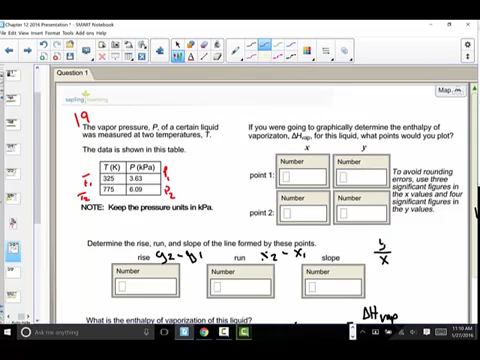 Chapter 12 2016 Presentation * - SMART Notebook
File Edit View Insert Format Tools Add-ons Help
Question 1
Map
sapling learning
19
The vapor pressure, P, of a certain liquid
was measured at two temperatures, T.
The data is shown in this table.
T (K) P (kPa)
T1 325 3.63 P1
T2 775 6.09 P2
NOTE: Keep the pressure units in kPa.
If you were going to graphically determine the enthalpy of
vaporizaton, ΔHvap, for this liquid, what points would you plot?
x y
point 1: Number Number
point 2: Number Number
To avoid rounding
errors, use three
significant figures in
the x values and four
significant figures in
the y values.
Determine the rise, run, and slope of the line formed by these points.
y
x
rise y2 - y1 run x2 - x1 slope
Number Number Number
ΔHvap
What is the enthalpy of vaporization of this liquid?
11:10 AM
5/27/2016